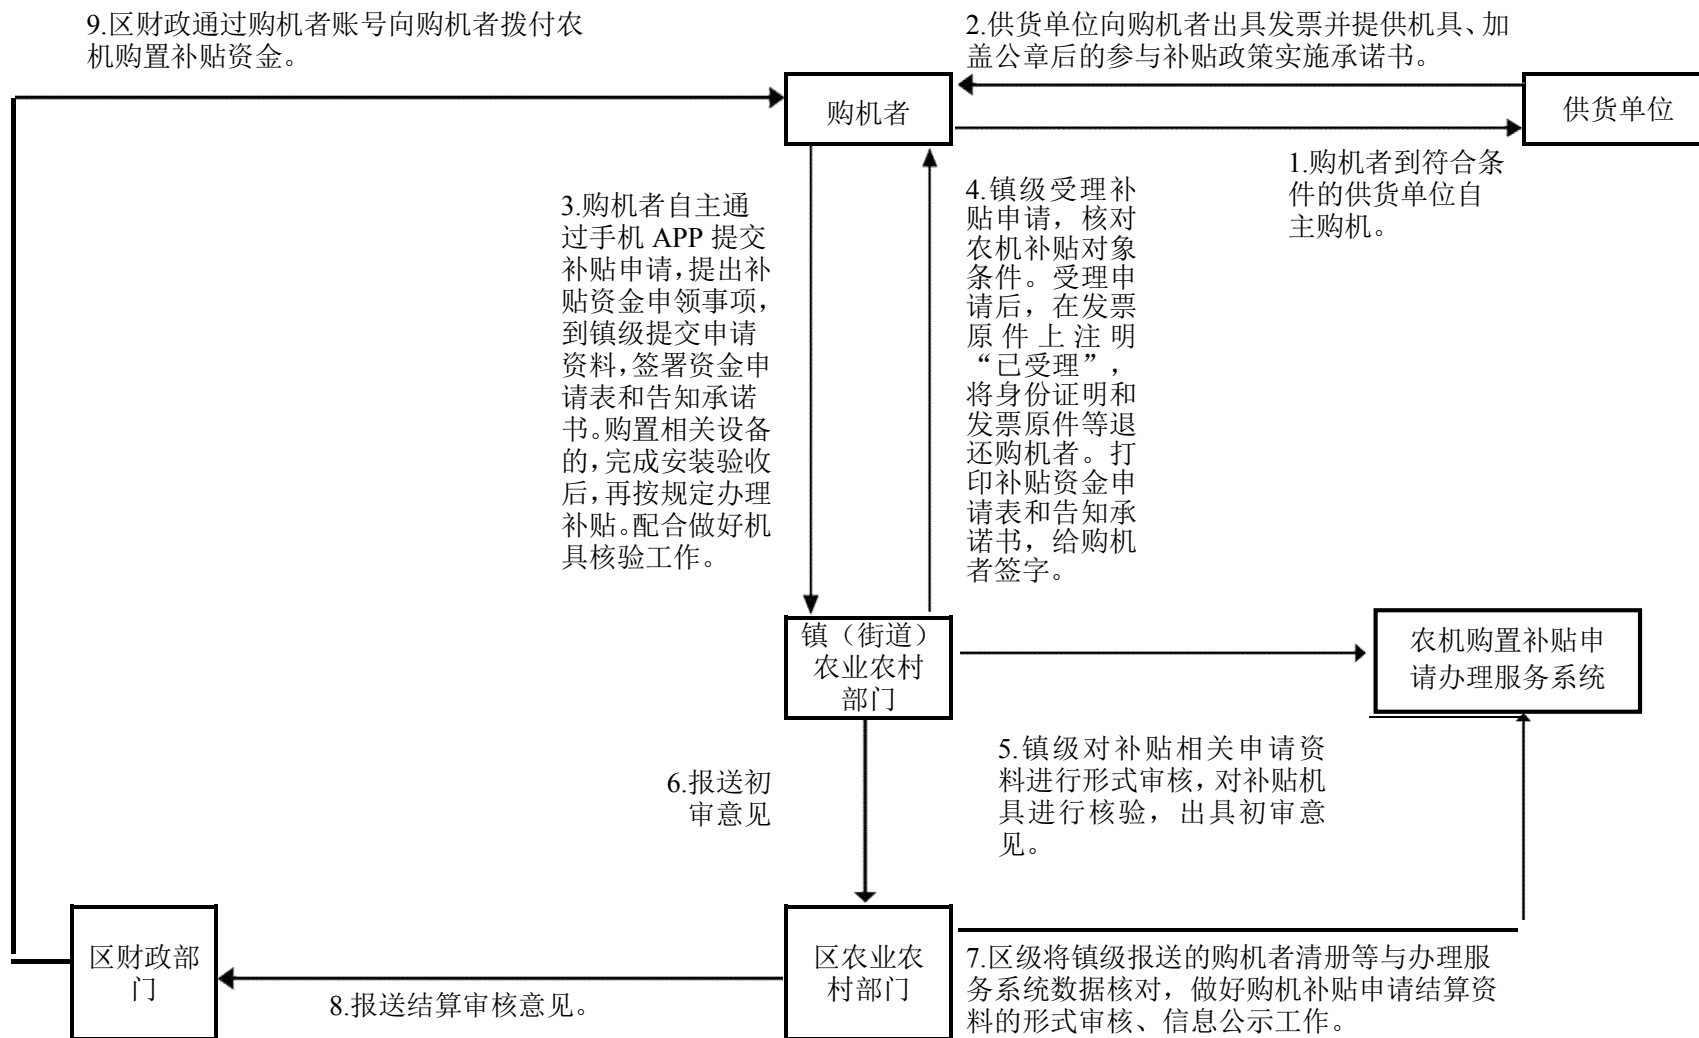 9.区财政通过购机者账号向购机者拨付农
机购置补贴资金。
2.供货单位向购机者出具发票并提供机具、加
盖公章后的参与补贴政策实施承诺书。
购机者
供货单位
1.购机者到符合条
件的供货单位自
主购机。
3.购机者自主通
过手机 APP 提交
补贴申请，提出补
贴资金申领事项，
到镇级提交申请
资料，签署资金申
请表和告知承诺
书。购置相关设备
的，完成安装验收
后，再按规定办理
补贴。配合做好机
具核验工作。
4.镇级受理补
贴申请，核对
农机补贴对象
条件。受理申
请后，在发票
原件上注明
“已受理”，
将身份证明和
发票原件等退
还购机者。打
印补贴资金申
请表和告知承
诺书，给购机
者签字。
镇（街道）
农业农村
部门
农机购置补贴申
请办理服务系统
5.镇级对补贴相关申请资
料进行形式审核，对补贴机
具进行核验，出具初审意
见。
6.报送初
审意见
区财政部
门
区农业农
村部门
8.报送结算审核意见。
7.区级将镇级报送的购机者清册等与办理服
务系统数据核对，做好购机补贴申请结算资
料的形式审核、信息公示工作。